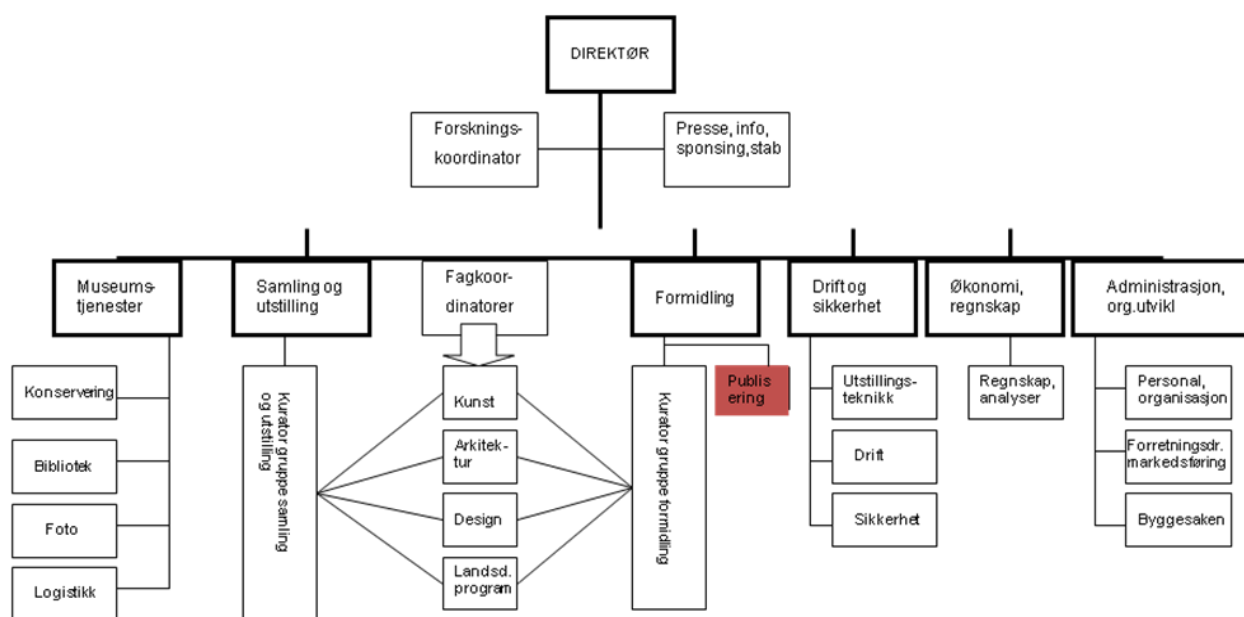 DIREKTØR
Forsknings-
koordinator
Presse, info,
sponsing,stab
Museums-
tjenester
Samling og
utstilling
Fagkoor-
dinatorer
Formidling
Drift og
sikkerhet
Økonomi,
regnskap
Administrasjon,
org.utvikl
Konservering
Bibliotek
Foto
Logistikk
Kurator gruppe samling
og utstilling
Kunst
Arkitek-
tur
Design
Landsd.
program
Kurator gruppe formidling
Publis
ering
Utstillings-
teknikk
Drift
Sikkerhet
Regnskap,
analyser
Personal,
organisasjon
Forretningsdr.
markedsføring
Byggesaken